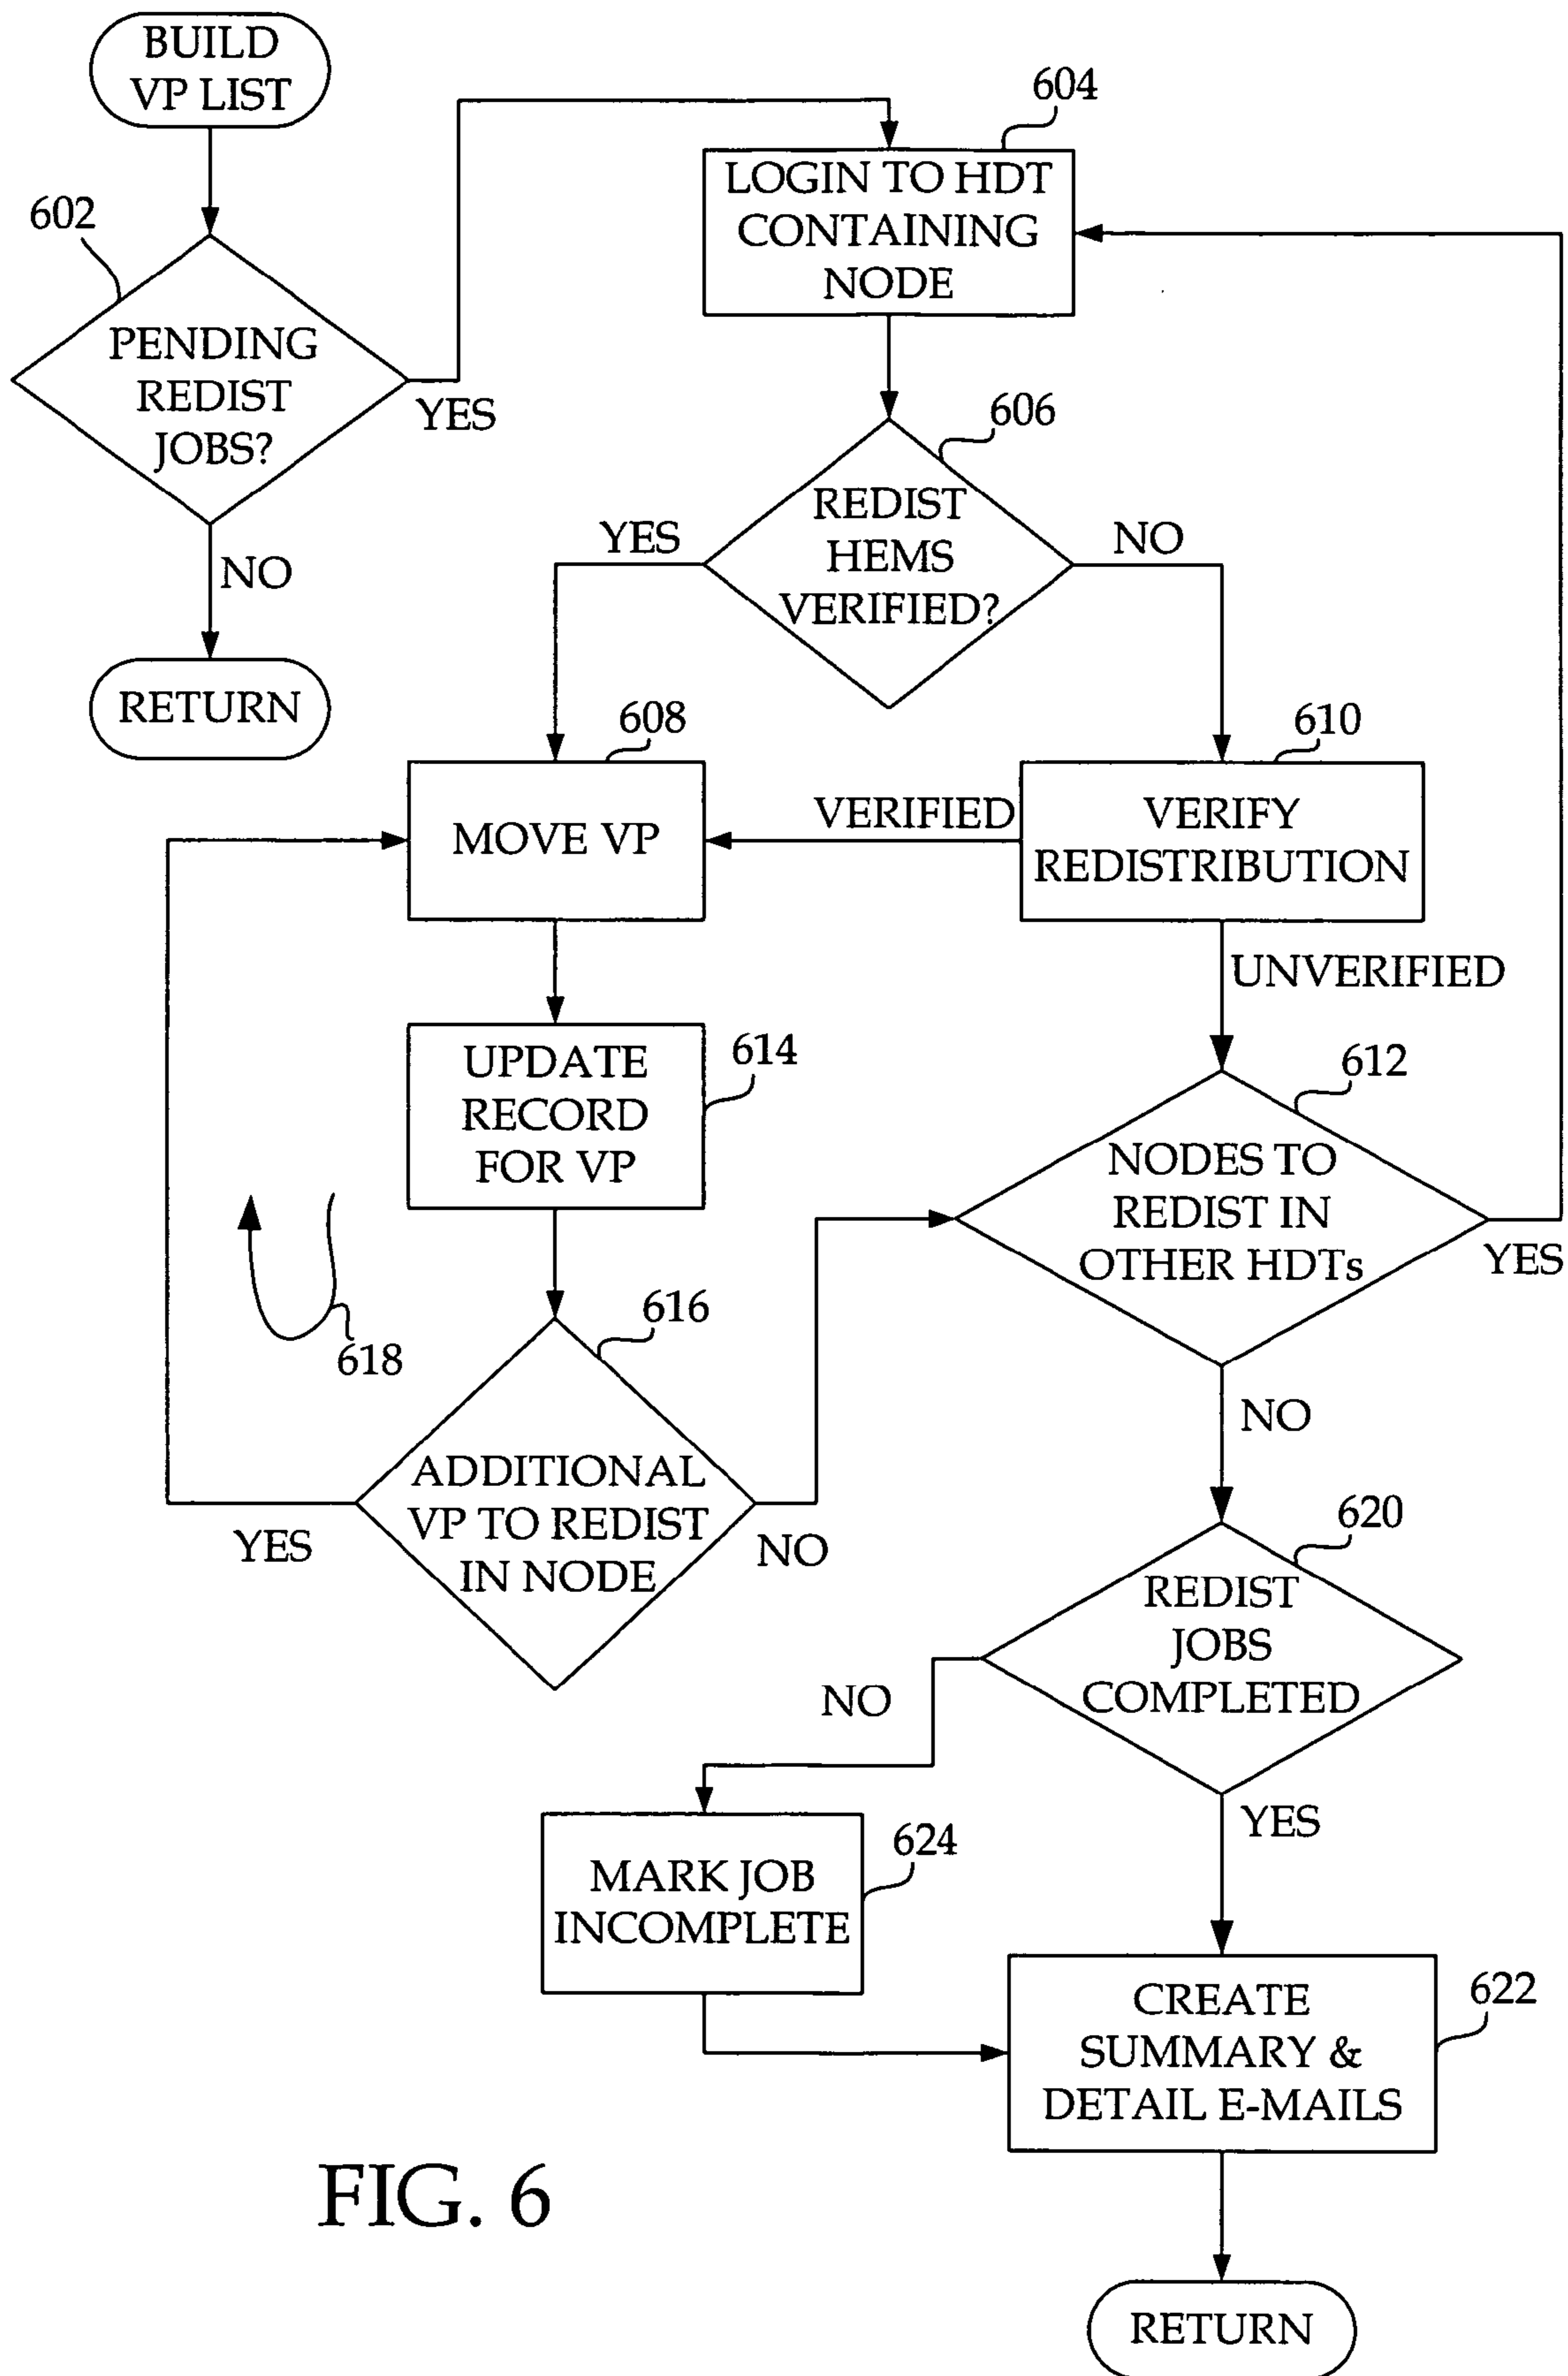 BUILD
VP LIST
602
PENDING
REDIST
JOBS?
YES
NO
RETURN
604
LOGIN TO HDT
CONTAINING
NODE
606
REDIST
HEMS
VERIFIED?
YES
NO
608
MOVE VP
VERIFIED
610
VERIFY
REDISTRIBUTION
UNVERIFIED
614
UPDATE
RECORD
FOR VP
612
NODES TO
REDIST IN
OTHER HDTs
YES
NO
618
616
ADDITIONAL
VP TO REDIST
IN NODE
YES
NO
620
REDIST
JOBS
COMPLETED
NO
YES
624
MARK JOB
INCOMPLETE
622
CREATE
SUMMARY &
DETAIL E-MAILS
RETURN
FIG. 6